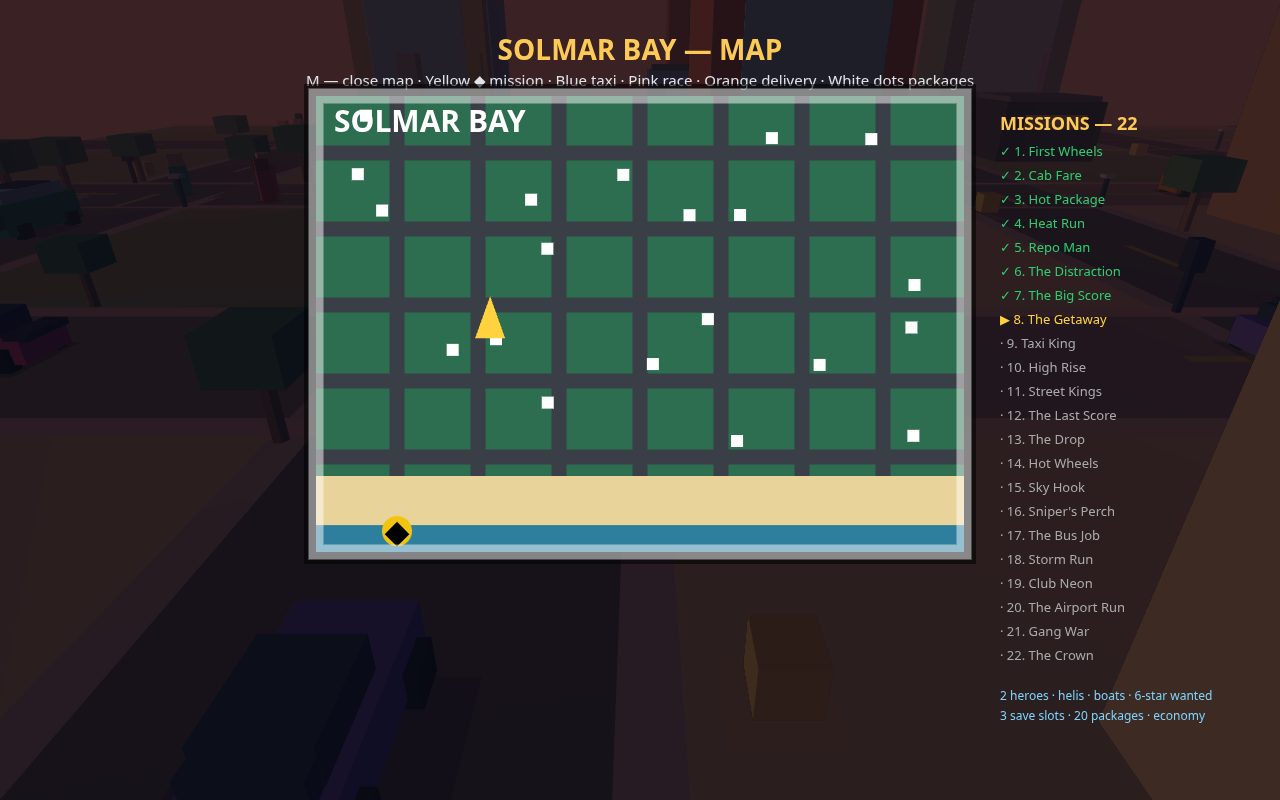 SOLMAR BAY — MAP
M — close map · Yellow ◆ mission · Blue taxi · Pink race · Orange delivery · White dots packages
SOLMAR BAY
MISSIONS — 22
✓ 1. First Wheels
✓ 2. Cab Fare
✓ 3. Hot Package
✓ 4. Heat Run
✓ 5. Repo Man
✓ 6. The Distraction
✓ 7. The Big Score
▶ 8. The Getaway
· 9. Taxi King
· 10. High Rise
· 11. Street Kings
· 12. The Last Score
· 13. The Drop
· 14. Hot Wheels
· 15. Sky Hook
· 16. Sniper's Perch
· 17. The Bus Job
· 18. Storm Run
· 19. Club Neon
· 20. The Airport Run
· 21. Gang War
· 22. The Crown
2 heroes · helis · boats · 6-star wanted
3 save slots · 20 packages · economy